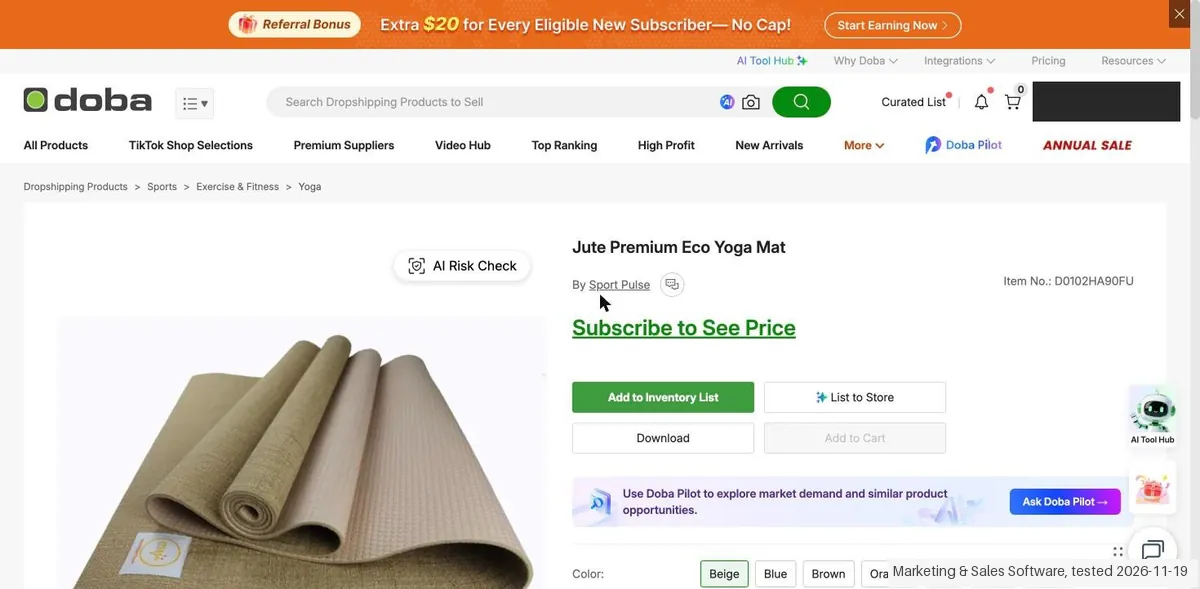 Referral Bonus
Extra $20 for Every Eligible New Subscriber— No Cap!
Start Earning Now >
AI Tool Hub
Why Doba
Integrations
Pricing
Resources
doba
Search Dropshipping Products to Sell
AI
Curated List
0
All Products
TikTok Shop Selections
Premium Suppliers
Video Hub
Top Ranking
High Profit
New Arrivals
More
Doba Pilot
ANNUAL SALE
Dropshipping Products > Sports > Exercise & Fitness > Yoga
AI Risk Check
Jute Premium Eco Yoga Mat
By Sport Pulse
Item No.: D0102HA90FU
Subscribe to See Price
Add to Inventory List
List to Store
Download
Add to Cart
Use Doba Pilot to explore market demand and similar product
opportunities.
Ask Doba Pilot→
AI Tool Hub
Color:
Beige
Blue
Brown
Ora
Marketing & Sales Software, tested 2026-11-19